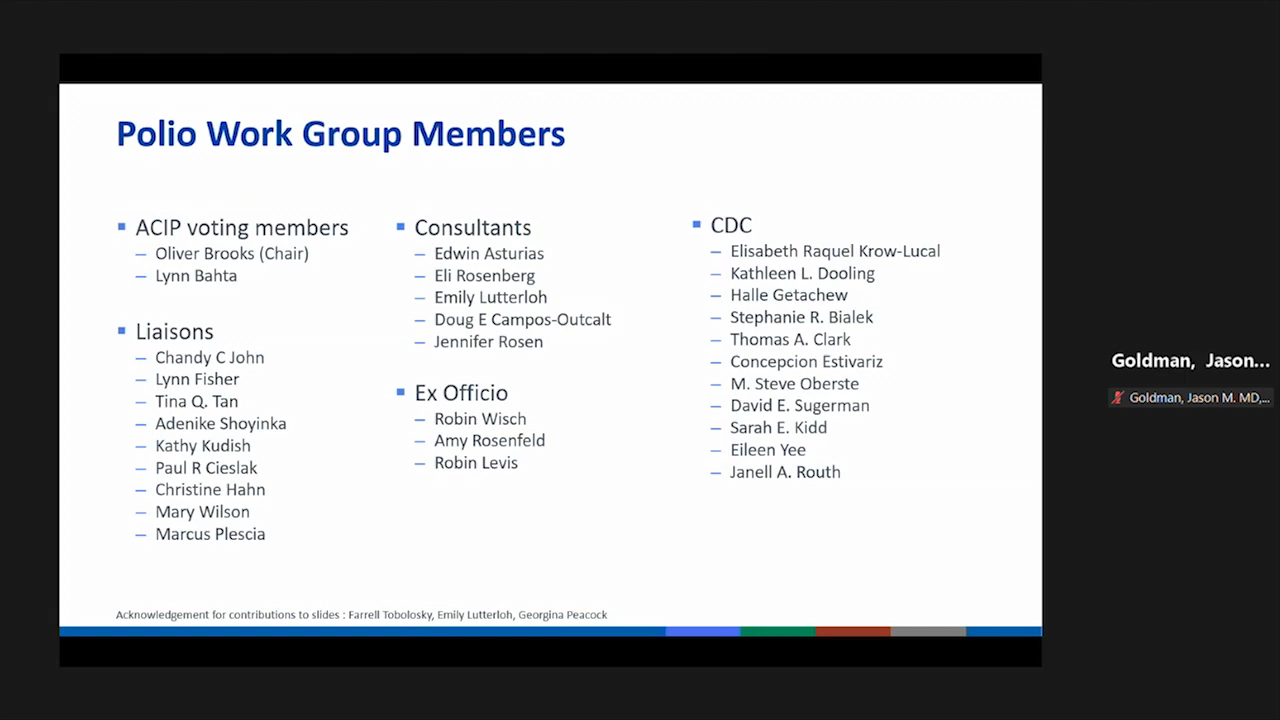 Polio Work Group Members
ACIP voting members
– Oliver Brooks (Chair)
– Lynn Bahta
Liaisons
– Chandy C John
– Lynn Fisher
– Tina Q. Tan
– Adenike Shoyinka
– Kathy Kudish
– Paul R Cieslak
– Christine Hahn
– Mary Wilson
– Marcus Plescia
Consultants
– Edwin Asturias
– Eli Rosenberg
– Emily Lutterloh
– Doug E Campos-Outcalt
– Jennifer Rosen
Ex Officio
– Robin Wisch
– Amy Rosenfeld
– Robin Levis
CDC
– Elisabeth Raquel Krow-Lucal
– Kathleen L. Dooling
– Halle Getachew
– Stephanie R. Bialek
– Thomas A. Clark
– Concepcion Estivariz
– M. Steve Oberste
– David E. Sugerman
– Sarah E. Kidd
– Eileen Yee
– Janell A. Routh
Acknowledgement for contributions to slides : Farrell Tobolosky, Emily Lutterloh, Georgina Peacock
Goldman, Jason...
Goldman, Jason M. MD,...